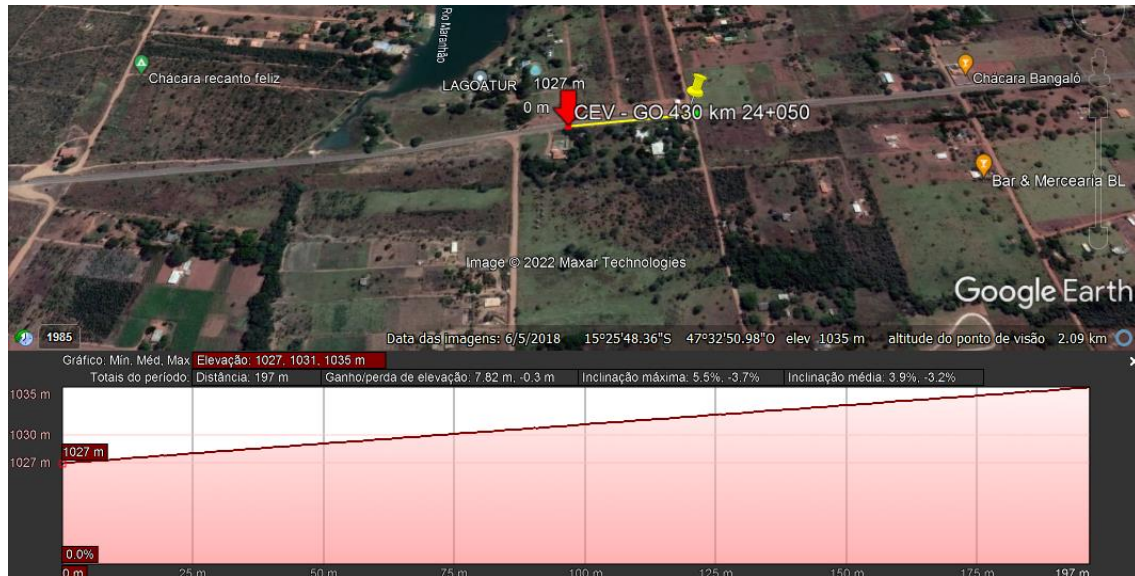 Rio Maranhão
Chácara recanto feliz
LAGOATUR
1027 m
Chácara Bangalô
0 m
CEV - GO 430 km 24+050
Bar & Mercearia BL
Image © 2022 Maxar Technologies
Google Earth
1985
Data das imagens: 6/5/2018 15°25'48.36"S 47°32'50.98"O elev 1035 m altitude do ponto de visão 2.09 km
Gráfico: Mín, Méd, Max Elevação: 1027, 1031, 1035 m
Totais do período: Distância: 197 m Ganho/perda de elevação: 7.82 m, -0.3 m Inclinação máxima: 5.5%, -3.7% Inclinação média: 3.9%, -3.2%
1035 m
1030 m
1027 m
1027 m
0.0%
0 m 25 m 50 m 75 m 100 m 125 m 150 m 175 m 197 m